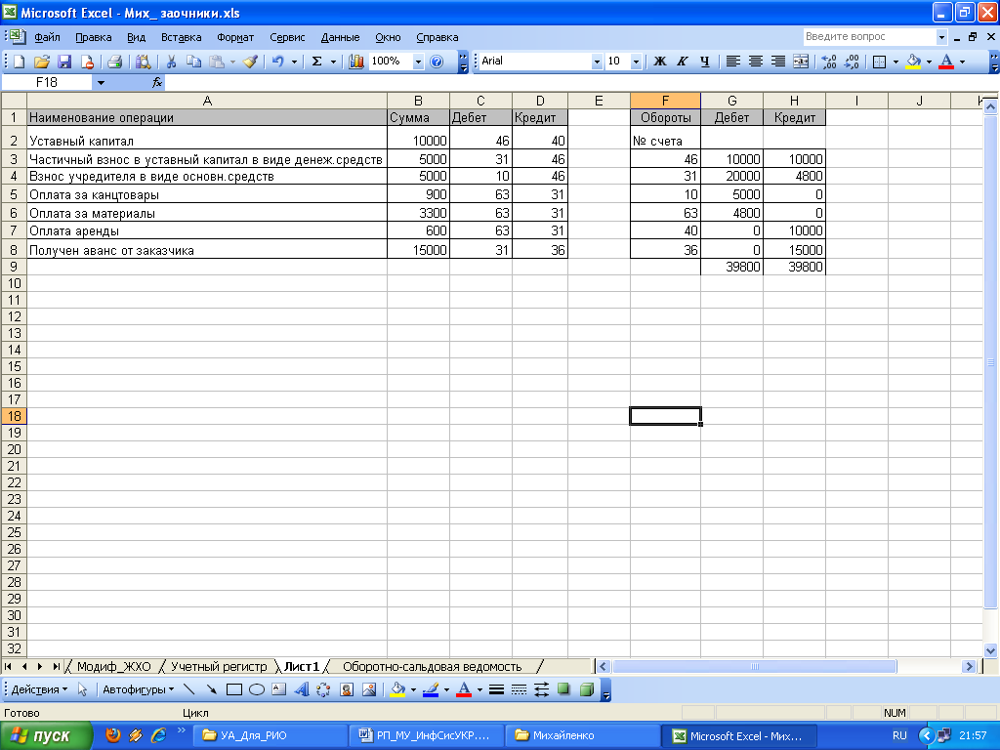 Microsoft Excel - Мих_ заочники.xls
Файл Правка Вид Вставка Формат Сервис Данные Окно Справка Введите вопрос
100% Arial 10 Ж К Ч
F18 fx
A B C D E F G H I J K
1 Наименование операции Сумма Дебет Кредит Обороты Дебет Кредит
2 Уставный капитал 10000 46 40 № счета
3 Частичный взнос в уставный капитал в виде денеж.средств 5000 31 46 46 10000 10000
4 Взнос учредителя в виде основн.средств 5000 10 46 31 20000 4800
5 Оплата за канцтовары 900 63 31 10 5000 0
6 Оплата за материалы 3300 63 31 63 4800 0
7 Оплата аренды 600 63 31 40 0 10000
8 Получен аванс от заказчика 15000 31 36 36 0 15000
9 39800 39800
10
11
12
13
14
15
16
17
18
19
20
21
22
23
24
25
26
27
28
29
30
31
32
Модиф_ЖХО Учетный регистр Лист1 Оборотно-сальдовая ведомость
Действия Автофигуры
Готово Цикл NUM
пуск УА_Для_РИО РП_МУ_ИнфСисУКР.... Михайленко Microsoft Excel - Мих... RU 21:57